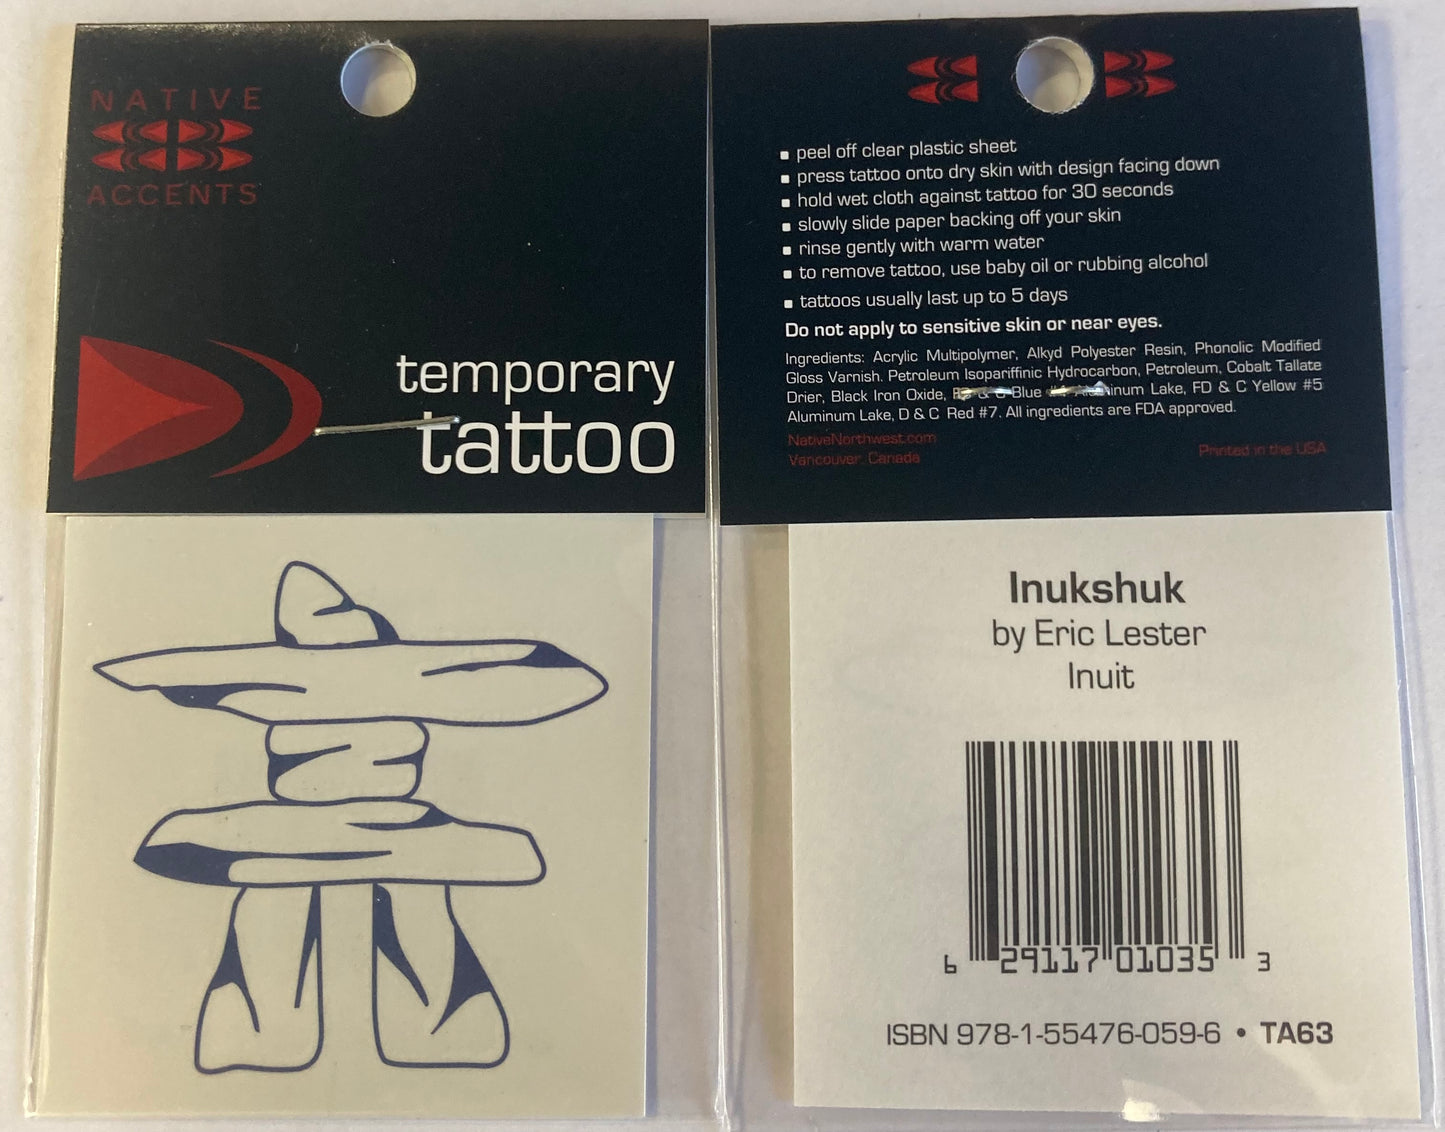 NATIVE
ACCENTS
temporary
tattoo
peel off clear plastic sheet
press tattoo onto dry skin with design facing down
hold wet cloth against tattoo for 30 seconds
slowly slide paper backing off your skin
rinse gently with warm water
to remove tattoo, use baby oil or rubbing alcohol
tattoos usually last up to 5 days
Do not apply to sensitive skin or near eyes.
Ingredients: Acrylic Multipolymer, Alkyd Polyester Resin, Phonolic Modified
Gloss Varnish. Petroleum Isopariffinic Hydrocarbon, Petroleum, Cobalt Tallate
Drier, Black Iron Oxide, & Blue Lake, FD & C Yellow #5
Aluminum Lake, D & C Red #7. All ingredients are FDA approved.
NativeNorthwest.com
Vancouver, Canada
Printed in the USA
Inukshuk
by Eric Lester
Inuit
6 29117 01035 3
ISBN 978-1-55476-059-6 • TA63